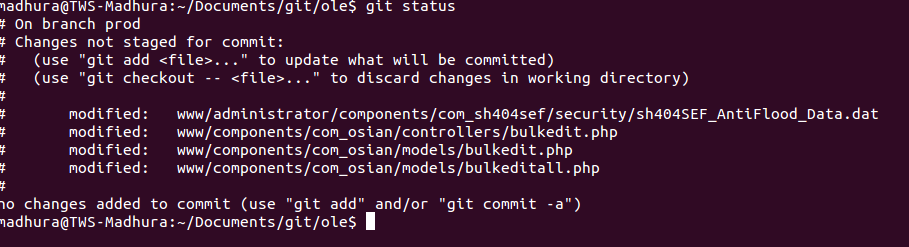 madhura@TWS-Madhura:~/Documents/git/ole$ git status
# On branch prod
# Changes not staged for commit:
#   (use "git add <file>..." to update what will be committed)
#   (use "git checkout -- <file>..." to discard changes in working directory)
#
#       modified:   www/administrator/components/com_sh404sef/security/sh404SEF_AntiFlood_Data.dat
#       modified:   www/components/com_osian/controllers/bulkedit.php
#       modified:   www/components/com_osian/models/bulkedit.php
#       modified:   www/components/com_osian/models/bulkeditall.php
#
no changes added to commit (use "git add" and/or "git commit -a")
madhura@TWS-Madhura:~/Documents/git/ole$